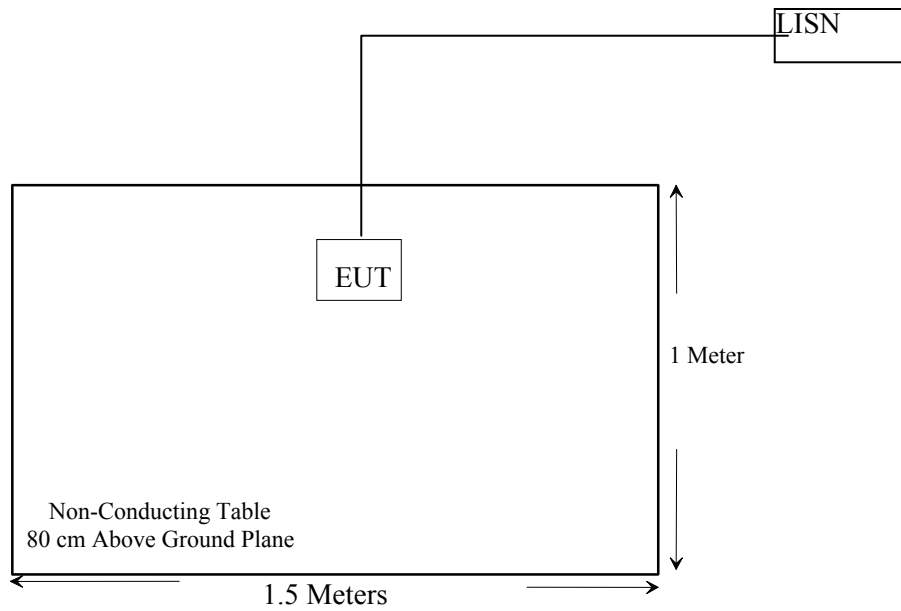 LISN
EUT
1 Meter
Non-Conducting Table
80 cm Above Ground Plane
1.5 Meters